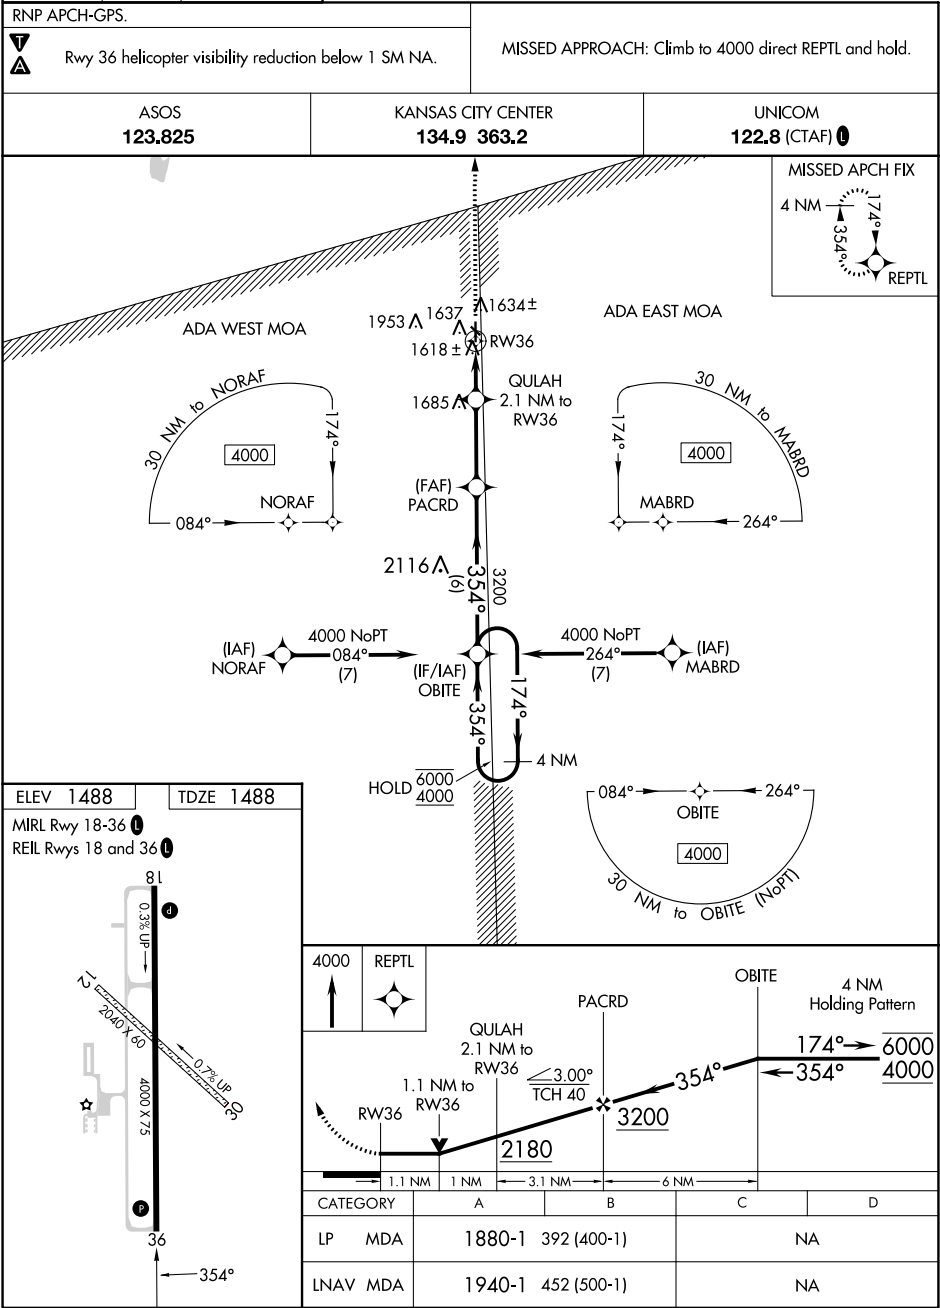 RNP APCH-GPS.
T
A
Rwy 36 helicopter visibility reduction below 1 SM NA.
MISSED APPROACH: Climb to 4000 direct REPTL and hold.
ASOS
123.825
KANSAS CITY CENTER
134.9 363.2
UNICOM
122.8 (CTAF) L
MISSED APCH FIX
4 NM
174°
354°
REPTL
ADA WEST MOA
ADA EAST MOA
1953
1637
1634±
1618±
RW36
1685
QULAH
2.1 NM to
RW36
30 NM to NORAF
174°
4000
NORAF
084°
30 NM to MABRD
174°
4000
MABRD
264°
(FAF)
PACRD
2116
354°
(6)
3200
(IAF)
NORAF
4000 NoPT
084°
(7)
(IF/IAF)
OBITE
4000 NoPT
264°
(7)
(IAF)
MABRD
354°
174°
4 NM
HOLD 6000
4000
084°
264°
OBITE
4000
30 NM to OBITE (NoPT)
ELEV 1488
TDZE 1488
MIRL Rwy 18-36 L
REIL Rwys 18 and 36 L
18
P
0.3% UP
12
2040 X 60
0.7% UP
30
4000 X 75
P
36
354°
4000
REPTL
OBITE
4 NM
Holding Pattern
PACRD
QULAH
2.1 NM to
RW36
174°
6000
354°
4000
354°
3.00°
TCH 40
1.1 NM to
RW36
RW36
3200
2180
1.1 NM
1 NM
3.1 NM
6 NM
CATEGORY A B C D
LP MDA 1880-1 392 (400-1) NA
LNAV MDA 1940-1 452 (500-1) NA